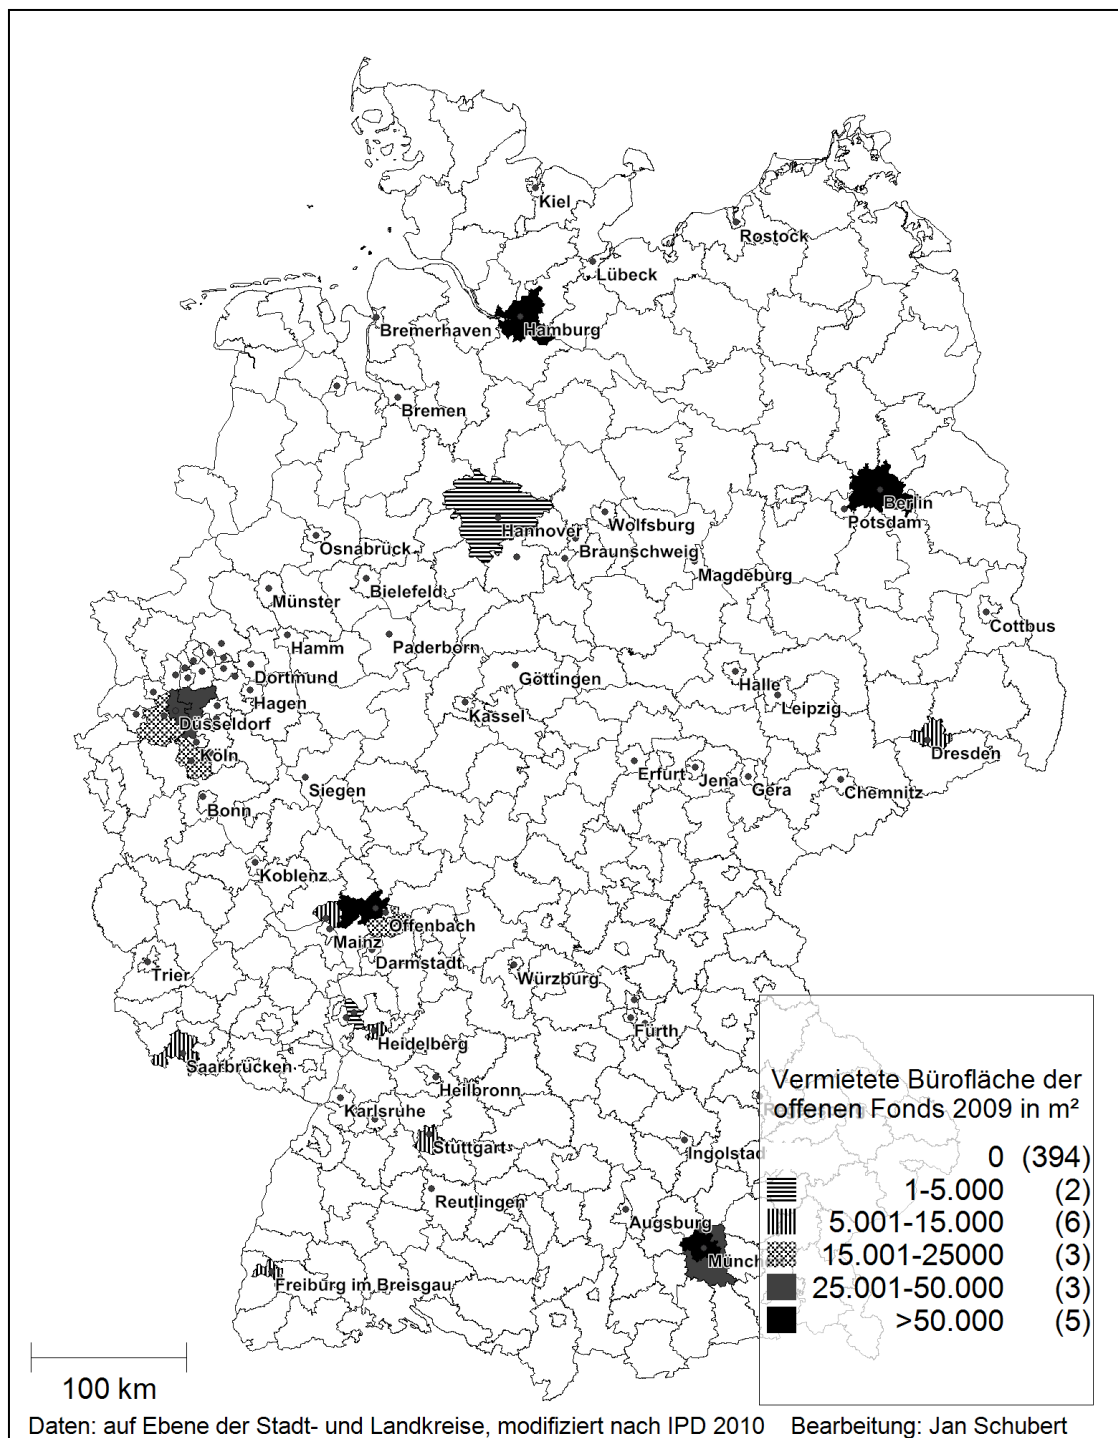 Kiel
Rostock
Lübeck
Bremerhaven
Hamburg
Bremen
Berlin
Potsdam
Hannover
Wolfsburg
Osnabrück
Braunschweig
Magdeburg
Bielefeld
Münster
Cottbus
Hamm
Paderborn
Dortmund
Göttingen
Halle
Hagen
Kassel
Leipzig
Düsseldorf
Köln
Dresden
Erfurt
Jena
Gera
Chemnitz
Siegen
Bonn
Koblenz
Offenbach
Mainz
Darmstadt
Trier
Würzburg
Fürth
Heidelberg
Saarbrücken
Heilbronn
Karlsruhe
Stuttgart
Ingolstad
Reutlingen
Augsburg
Münch
Freiburg im Breisgau
Vermietete Bürofläche der
offenen Fonds 2009 in m²
0 (394)
1-5.000 (2)
5.001-15.000 (6)
15.001-25000 (3)
25.001-50.000 (3)
>50.000 (5)
100 km
Daten: auf Ebene der Stadt- und Landkreise, modifiziert nach IPD 2010 Bearbeitung: Jan Schubert